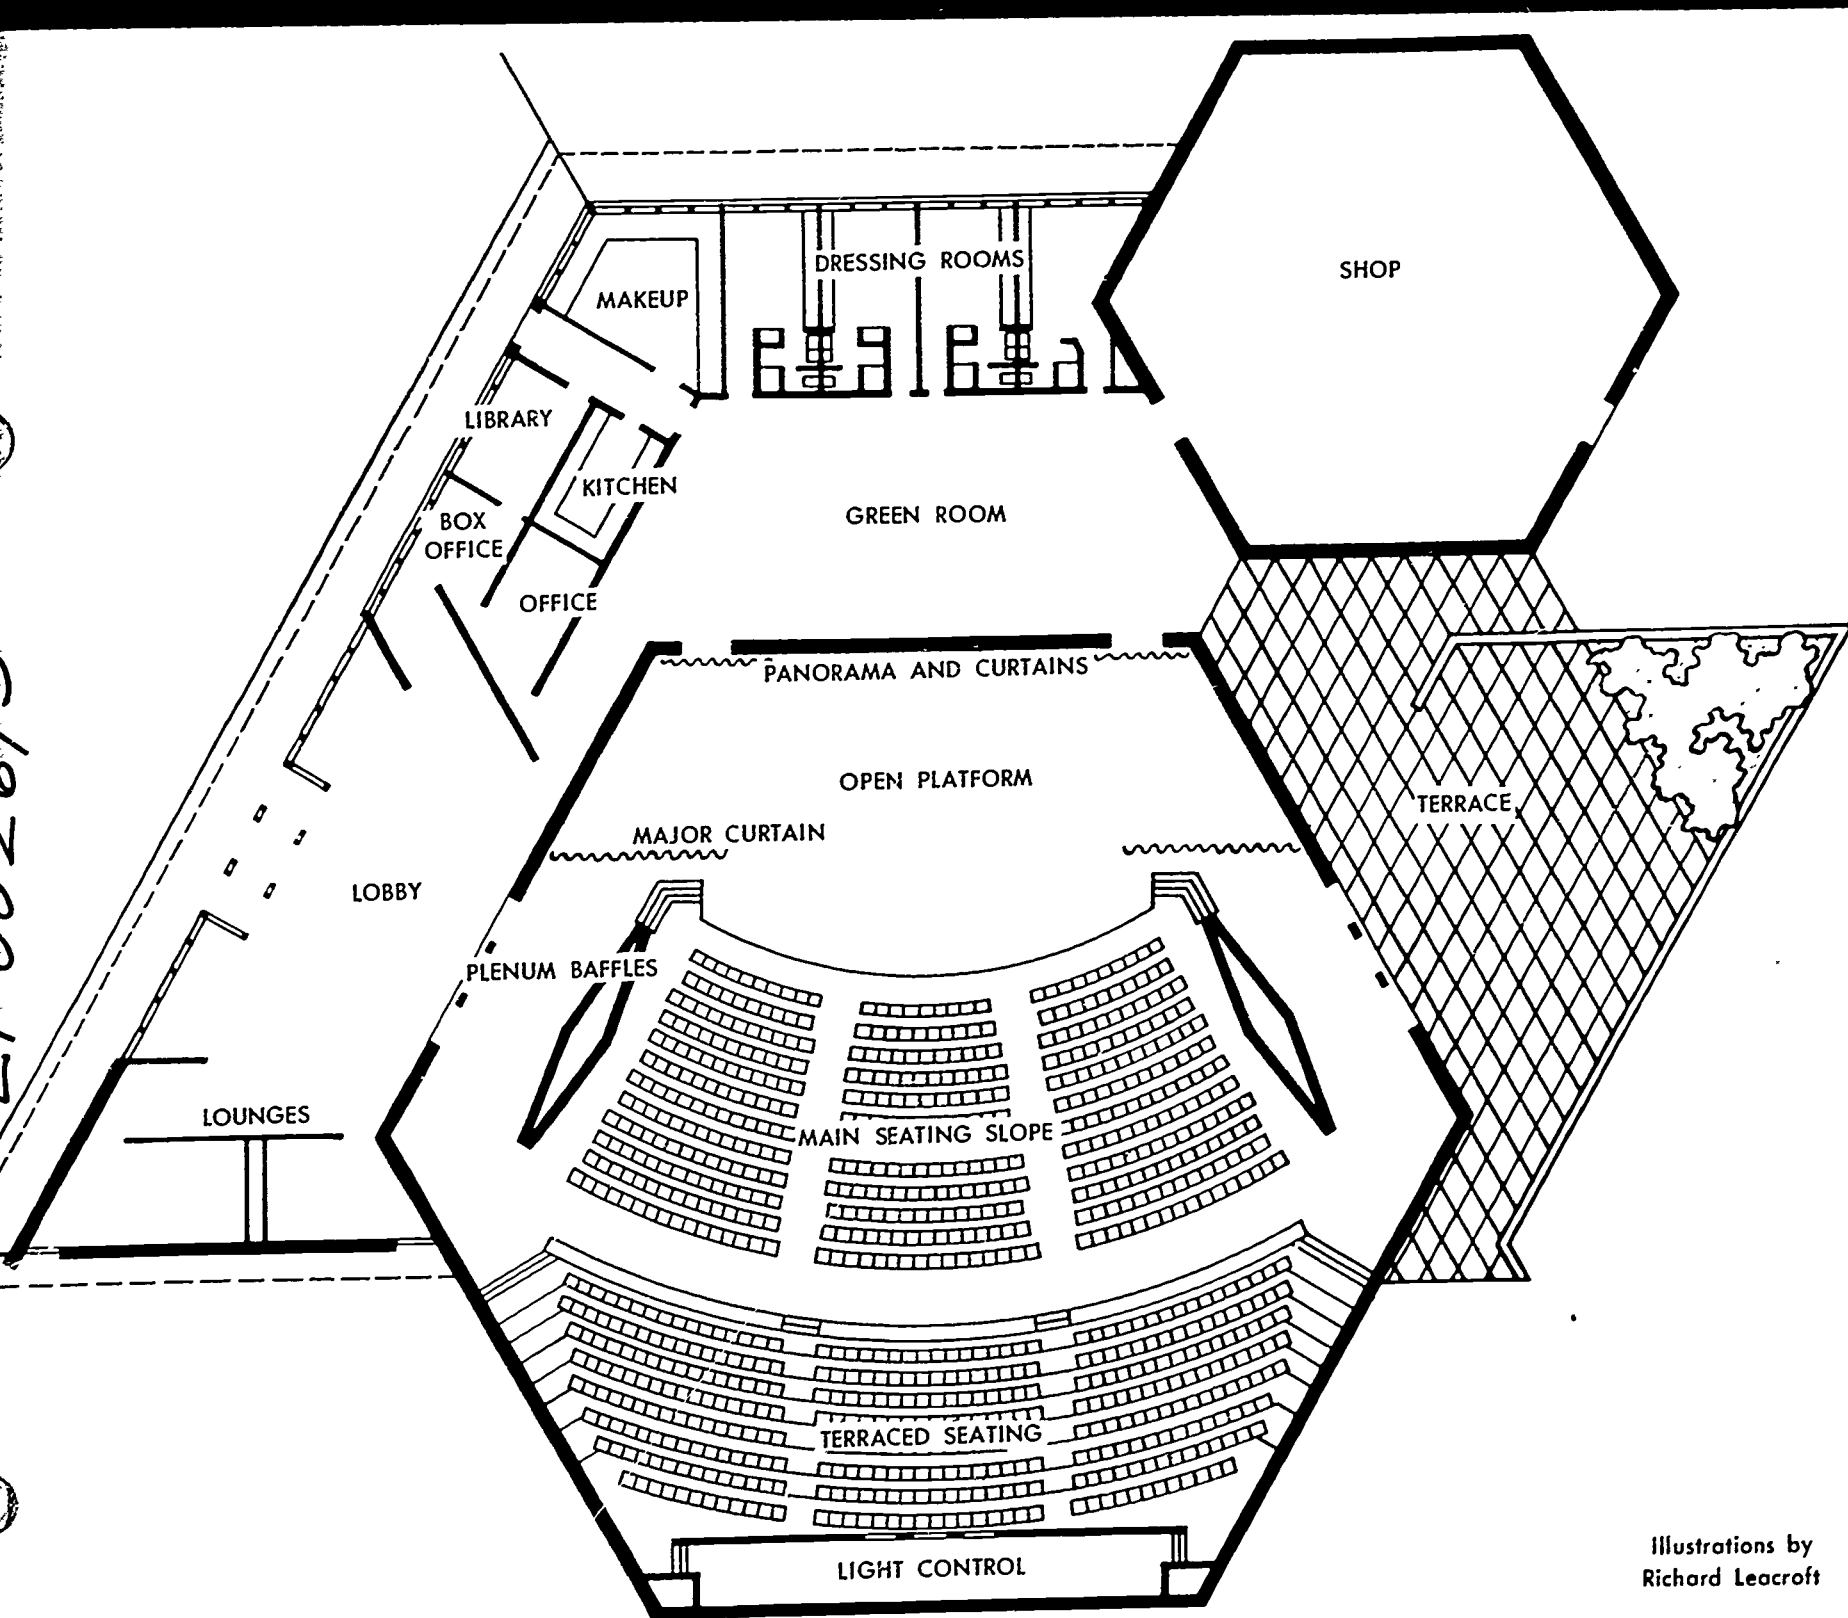 DRESSING ROOMS
SHOP
MAKEUP
LIBRARY
KITCHEN
GREEN ROOM
BOX
OFFICE
OFFICE
PANORAMA AND CURTAINS
OPEN PLATFORM
TERRACE
MAJOR CURTAIN
LOBBY
PLENUM BAFFLES
LOUNGES
MAIN SEATING SLOPE
TERRACED SEATING
LIGHT CONTROL
Illustrations by
Richard Leacroft